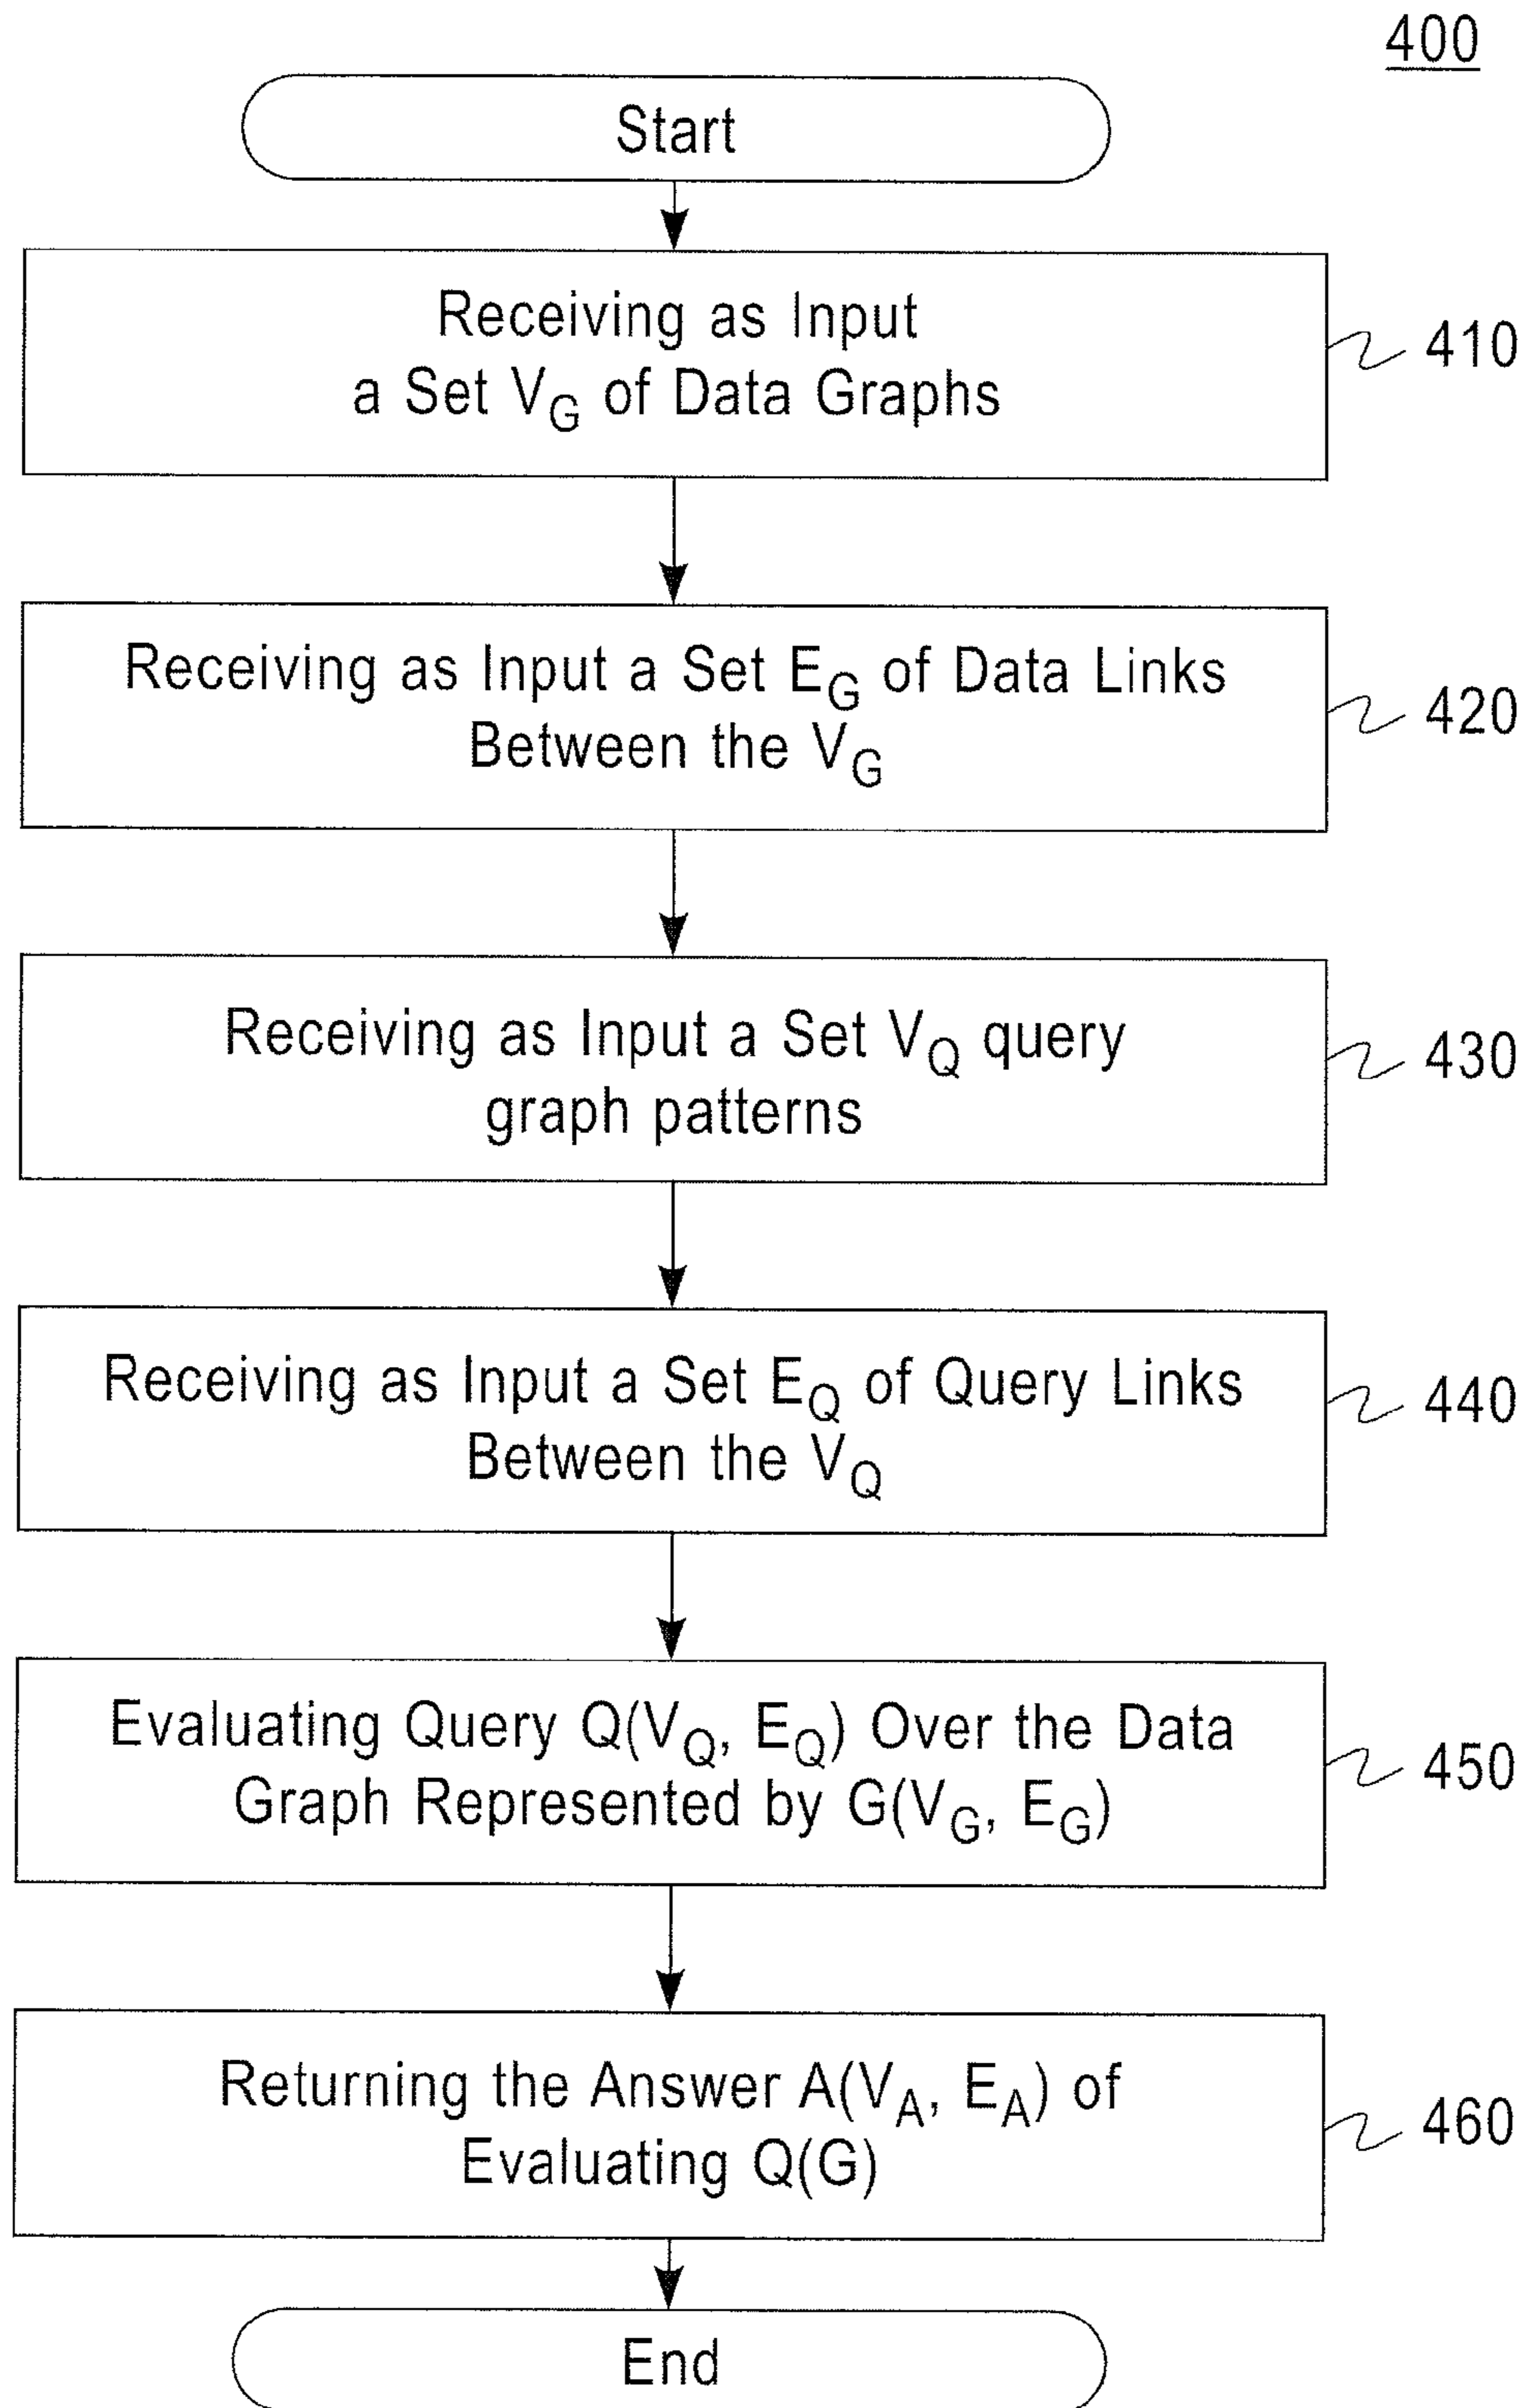 400
Start
Receiving as Input
a Set V_G of Data Graphs
410
Receiving as Input a Set E_G of Data Links
Between the V_G
420
Receiving as Input a Set V_Q query
graph patterns
430
Receiving as Input a Set E_Q of Query Links
Between the V_Q
440
Evaluating Query Q(V_Q, E_Q) Over the Data
Graph Represented by G(V_G, E_G)
450
Returning the Answer A(V_A, E_A) of
Evaluating Q(G)
460
End